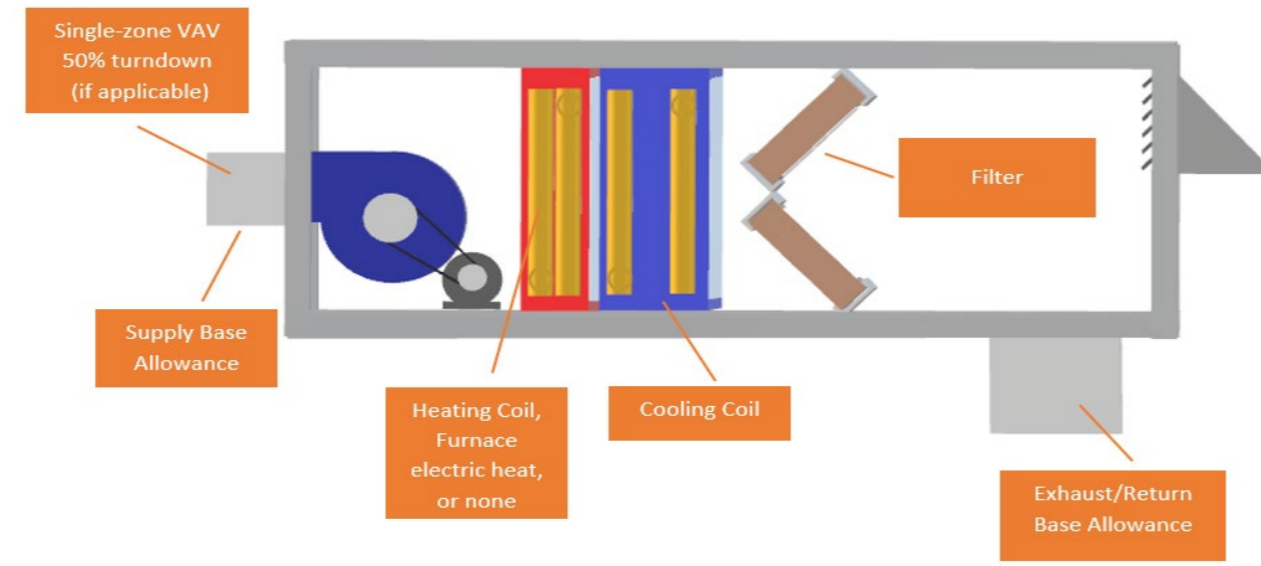 Single-zone VAV
50% turndown
(if applicable)
Filter
Supply Base
Allowance
Heating Coil,
Furnace
electric heat,
or none
Cooling Coil
Exhaust/Return
Base Allowance